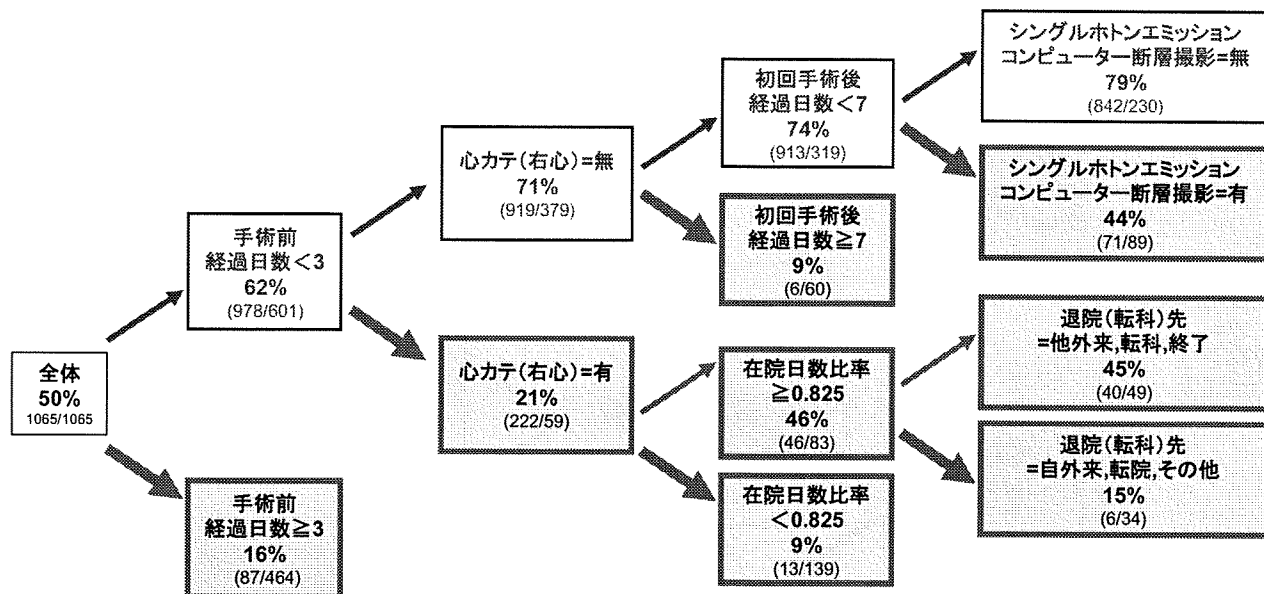 全体
50%
1065/1065
手術前
経過日数<3
62%
(978/601)
手術前
経過日数≧3
16%
(87/464)
心カテ(右心)=無
71%
(919/379)
心カテ(右心)=有
21%
(222/59)
初回手術後
経過日数<7
74%
(913/319)
初回手術後
経過日数≧7
9%
(6/60)
在院日数比率
≧0.825
46%
(46/83)
在院日数比率
<0.825
9%
(13/139)
シングルホトンエミッション
コンピューター断層撮影=無
79%
(842/230)
シングルホトンエミッション
コンピューター断層撮影=有
44%
(71/89)
退院(転科)先
=他外来,転科,終了
45%
(40/49)
退院(転科)先
=自外来,転院,その他
15%
(6/34)